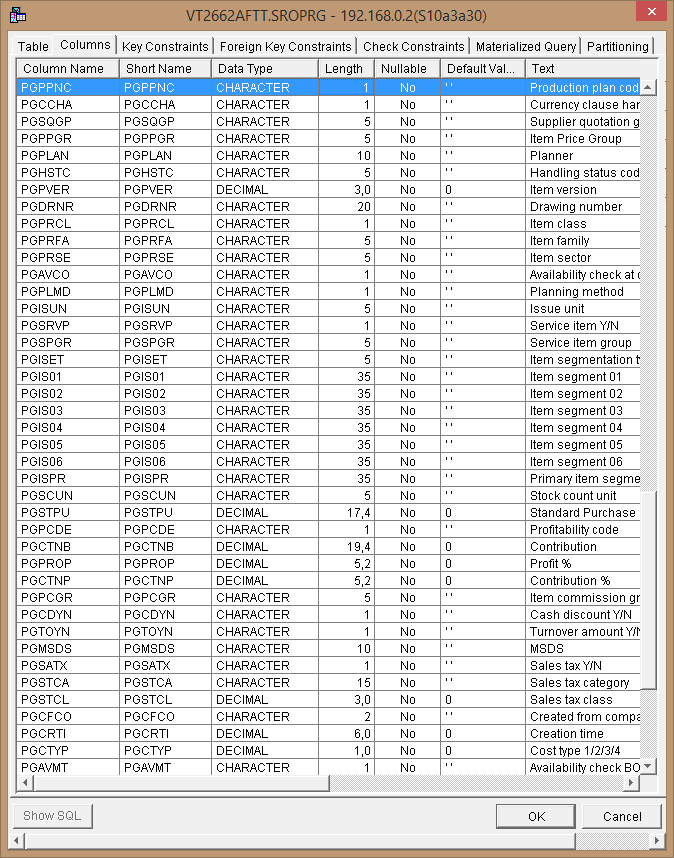 VT2662AFTT.SROPRG - 192.168.0.2(S10a3a30)
Table Columns Key Constraints Foreign Key Constraints Check Constraints Materialized Query Partitioning
Column Name Short Name Data Type Length Nullable Default Val... Text
PGPPNC PGPPNC CHARACTER 1 No ' ' Production plan cod
PGCCHA PGCCHA CHARACTER 1 No ' ' Currency clause har
PGSQGP PGSQGP CHARACTER 5 No ' ' Supplier quotation g
PGPPGR PGPPGR CHARACTER 5 No ' ' Item Price Group
PGPLAN PGPLAN CHARACTER 10 No ' ' Planner
PGHSTC PGHSTC CHARACTER 5 No ' ' Handling status cod
PGPVER PGPVER DECIMAL 3,0 No 0 Item version
PGDRNR PGDRNR CHARACTER 20 No ' ' Drawing number
PGPRCL PGPRCL CHARACTER 1 No ' ' Item class
PGPRFA PGPRFA CHARACTER 5 No ' ' Item family
PGPRSE PGPRSE CHARACTER 5 No ' ' Item sector
PGAVCO PGAVCO CHARACTER 1 No ' ' Availability check at c
PGPLMD PGPLMD CHARACTER 1 No ' ' Planning method
PGISUN PGISUN CHARACTER 5 No ' ' Issue unit
PGSRVP PGSRVP CHARACTER 1 No ' ' Service item Y/N
PGSPGR PGSPGR CHARACTER 5 No ' ' Service item group
PGISET PGISET CHARACTER 5 No ' ' Item segmentation t
PGIS01 PGIS01 CHARACTER 35 No ' ' Item segment 01
PGIS02 PGIS02 CHARACTER 35 No ' ' Item segment 02
PGIS03 PGIS03 CHARACTER 35 No ' ' Item segment 03
PGIS04 PGIS04 CHARACTER 35 No ' ' Item segment 04
PGIS05 PGIS05 CHARACTER 35 No ' ' Item segment 05
PGIS06 PGIS06 CHARACTER 35 No ' ' Item segment 06
PGISPR PGISPR CHARACTER 35 No ' ' Primary item segme
PGSCUN PGSCUN CHARACTER 5 No ' ' Stock count unit
PGSTPU PGSTPU DECIMAL 17,4 No 0 Standard Purchase
PGPCDE PGPCDE CHARACTER 1 No ' ' Profitability code
PGCTNB PGCTNB DECIMAL 19,4 No 0 Contribution
PGPROP PGPROP DECIMAL 5,2 No 0 Profit %
PGCTNP PGCTNP DECIMAL 5,2 No 0 Contribution %
PGPCGR PGPCGR CHARACTER 5 No ' ' Item commission gr
PGCDYN PGCDYN CHARACTER 1 No ' ' Cash discount Y/N
PGTOYN PGTOYN CHARACTER 1 No ' ' Turnover amount Y/N
PGMSDS PGMSDS CHARACTER 10 No ' ' MSDS
PGSATX PGSATX CHARACTER 1 No ' ' Sales tax Y/N
PGSTCA PGSTCA CHARACTER 15 No ' ' Sales tax category
PGSTCL PGSTCL DECIMAL 3,0 No 0 Sales tax class
PGCFCO PGCFCO CHARACTER 2 No ' ' Created from compa
PGCRTI PGCRTI DECIMAL 6,0 No 0 Creation time
PGCTYP PGCTYP DECIMAL 1,0 No 0 Cost type 1/2/3/4
PGAVMT PGAVMT CHARACTER 1 No ' ' Availability check BO
Show SQL OK Cancel